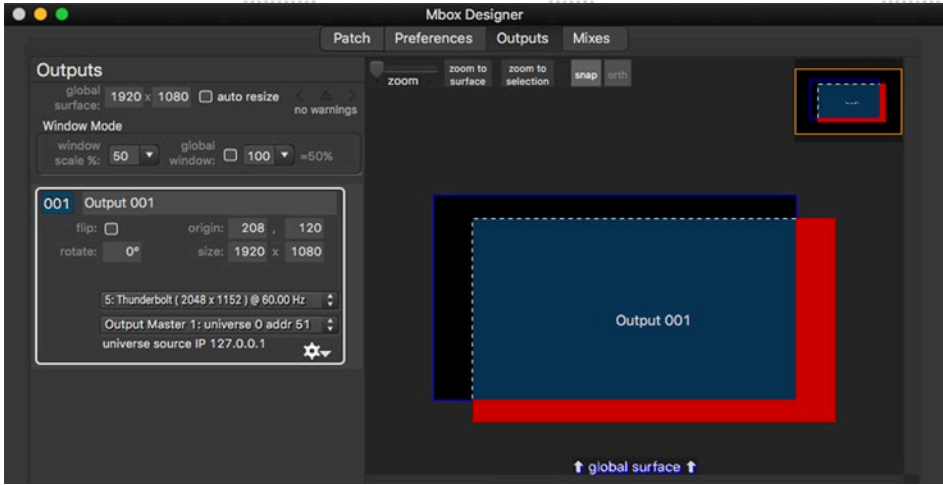 Mbox Designer
Patch Preferences Outputs Mixes
Outputs
global surface: 1920 x 1080 auto resize
no warnings
Window Mode
window scale %: 50 global window: 100 =50%
001 Output 001
flip: origin: 208 , 120
rotate: 0° size: 1920 x 1080
5: Thunderbolt ( 2048 x 1152 ) @ 60.00 Hz
Output Master 1: universe 0 addr 51
universe source IP 127.0.0.1
zoom
zoom to surface
zoom to selection
snap orth
Output 001
global surface